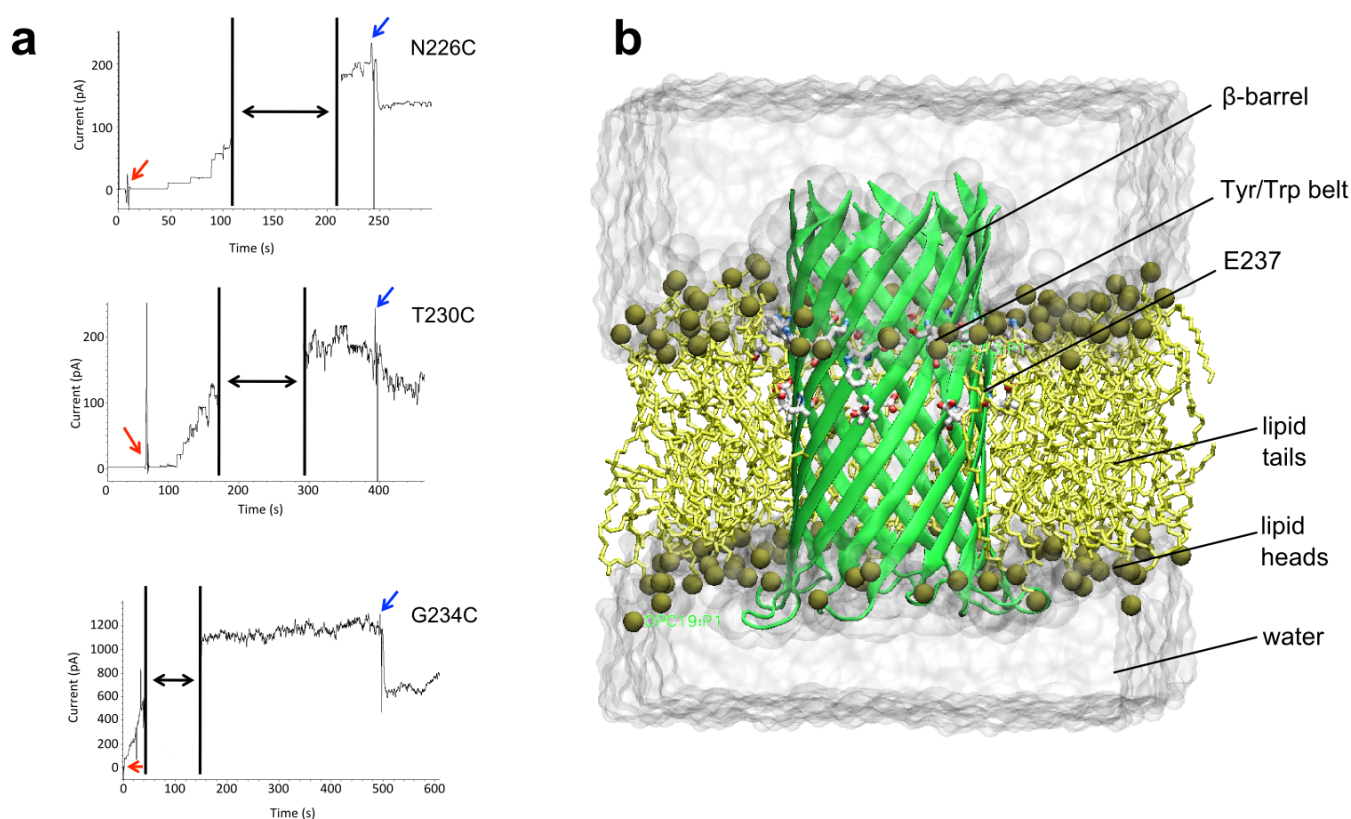 a
N226C
Current (pA)
200
100
0
0
50
100
150
200
245
Time (s)
T230C
Current (pA)
200
100
0
0
100
200
300
400
Time (s)
G234C
Current (pA)
1200
1000
800
600
400
200
0
0
100
200
300
400
500
600
Time (s)
b
β-barrel
Tyr/Trp belt
E237
lipid
tails
lipid
heads
water